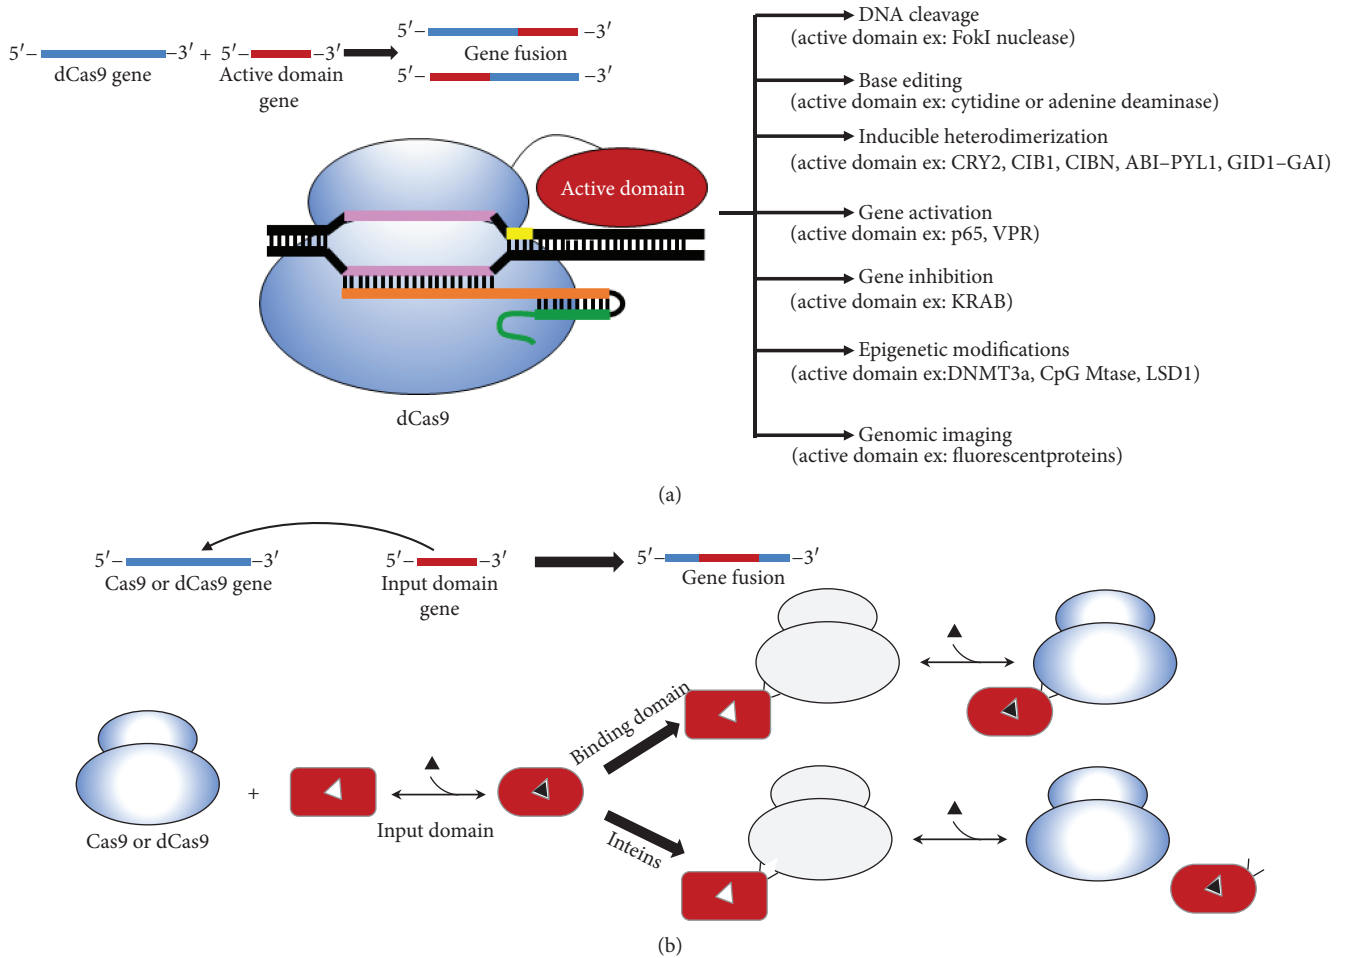 5′–
–3′ + 5′–
–3′
dCas9 gene
Active domain
gene
5′–
–3′
Gene fusion
5′–
–3′
Active domain
dCas9
DNA cleavage
(active domain ex: FokI nuclease)
Base editing
(active domain ex: cytidine or adenine deaminase)
Inducible heterodimerization
(active domain ex: CRY2, CIB1, CIBN, ABI–PYL1, GID1–GAI)
Gene activation
(active domain ex: p65, VPR)
Gene inhibition
(active domain ex: KRAB)
Epigenetic modifications
(active domain ex:DNMT3a, CpG Mtase, LSD1)
Genomic imaging
(active domain ex: fluorescentproteins)
(a)
5′–
–3′
Cas9 or dCas9 gene
5′–
–3′
Input domain
gene
5′–
–3′
Gene fusion
Cas9 or dCas9
+
Input domain
Binding domain
Inteins
(b)